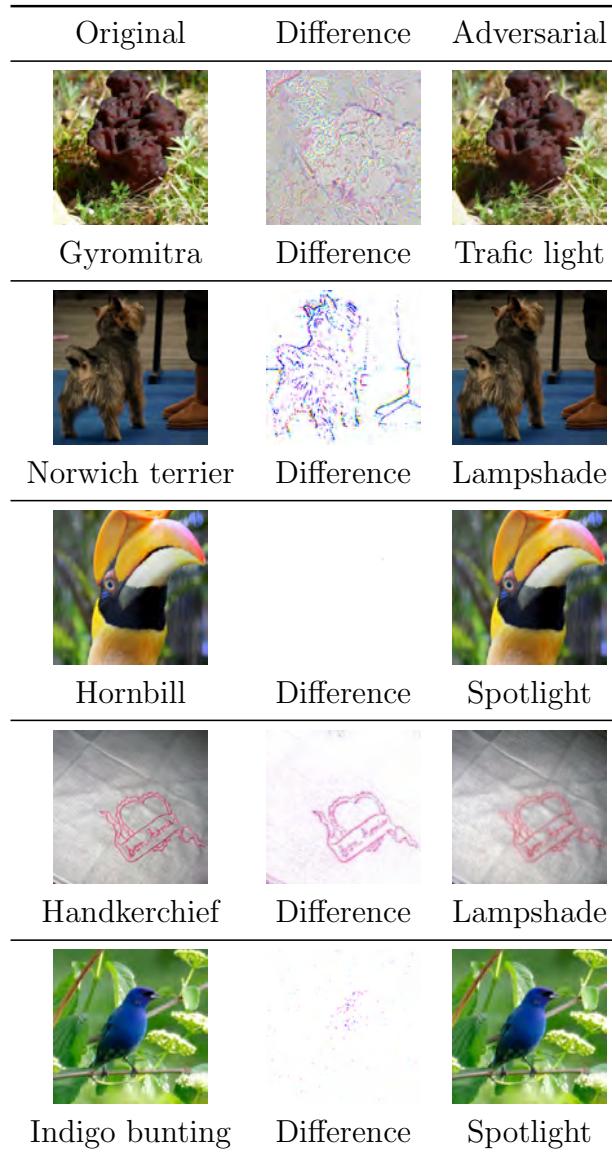 Original Difference Adversarial
Gyromitra Difference Trafic light
Norwich terrier Difference Lampshade
Hornbill Difference Spotlight
Handkerchief Difference Lampshade
Indigo bunting Difference Spotlight